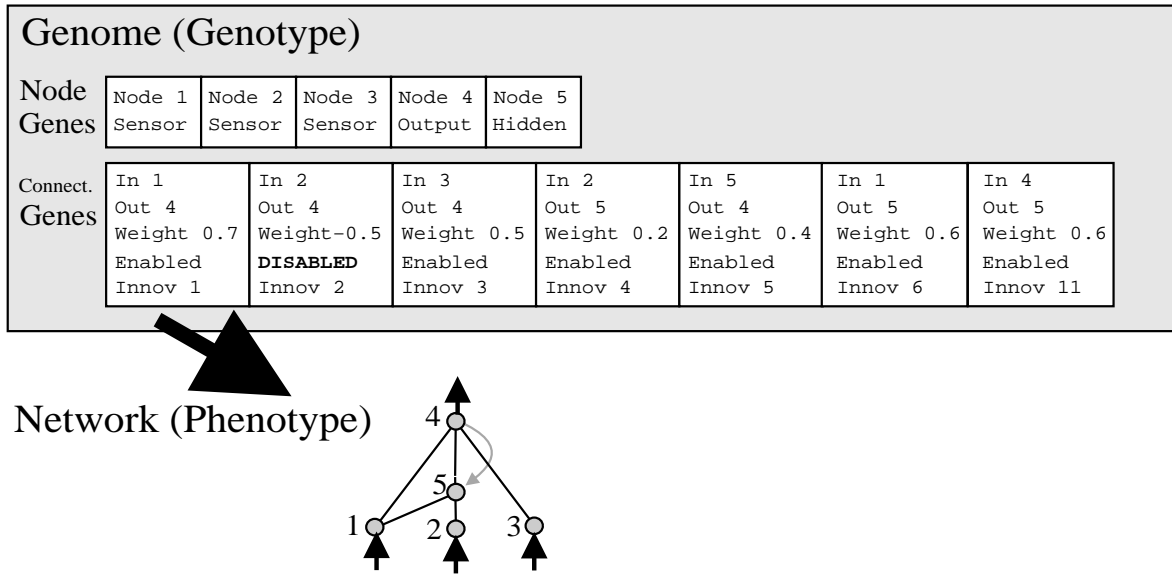 Genome (Genotype)
Node Genes
Node 1 Node 2 Node 3 Node 4 Node 5
Sensor Sensor Sensor Output Hidden
Connect. Genes
In 1 In 2 In 3 In 2 In 5 In 1 In 4
Out 4 Out 4 Out 4 Out 5 Out 4 Out 5 Out 5
Weight 0.7 Weight-0.5 Weight 0.5 Weight 0.2 Weight 0.4 Weight 0.6 Weight 0.6
Enabled DISABLED Enabled Enabled Enabled Enabled Enabled
Innov 1 Innov 2 Innov 3 Innov 4 Innov 5 Innov 6 Innov 11
Network (Phenotype)
4
5
1 2 3